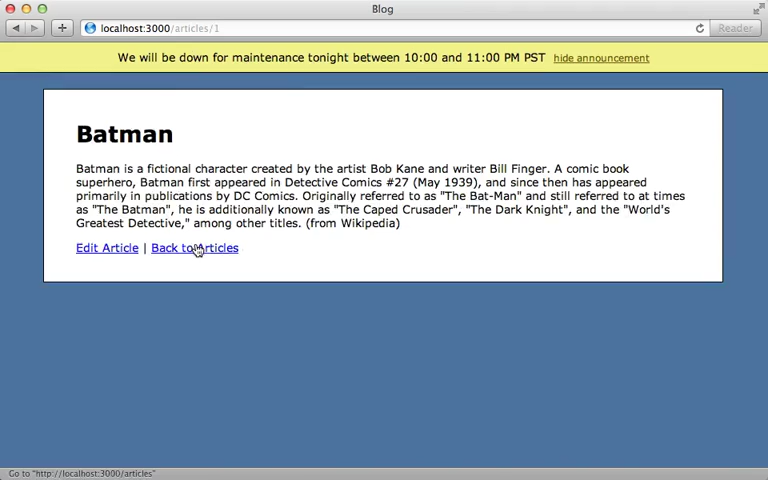 Blog
localhost:3000/articles/1
Reader
We will be down for maintenance tonight between 10:00 and 11:00 PM PST hide announcement
Batman
Batman is a fictional character created by the artist Bob Kane and writer Bill Finger. A comic book
superhero, Batman first appeared in Detective Comics #27 (May 1939), and since then has appeared
primarily in publications by DC Comics. Originally referred to as "The Bat-Man" and still referred to at times
as "The Batman", he is additionally known as "The Caped Crusader", "The Dark Knight", and the "World's
Greatest Detective," among other titles. (from Wikipedia)
Edit Article | Back to Articles
Go to "http://localhost:3000/articles"